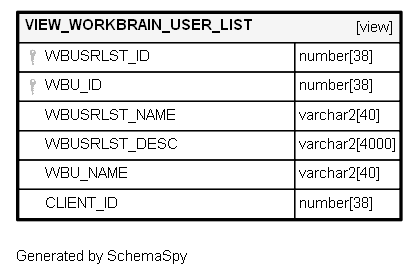 VIEW_WORKBRAIN_USER_LIST [view]
WBUSRLST_ID number[38]
WBU_ID number[38]
WBUSRLST_NAME varchar2[40]
WBUSRLST_DESC varchar2[4000]
WBU_NAME varchar2[40]
CLIENT_ID number[38]
Generated by SchemaSpy